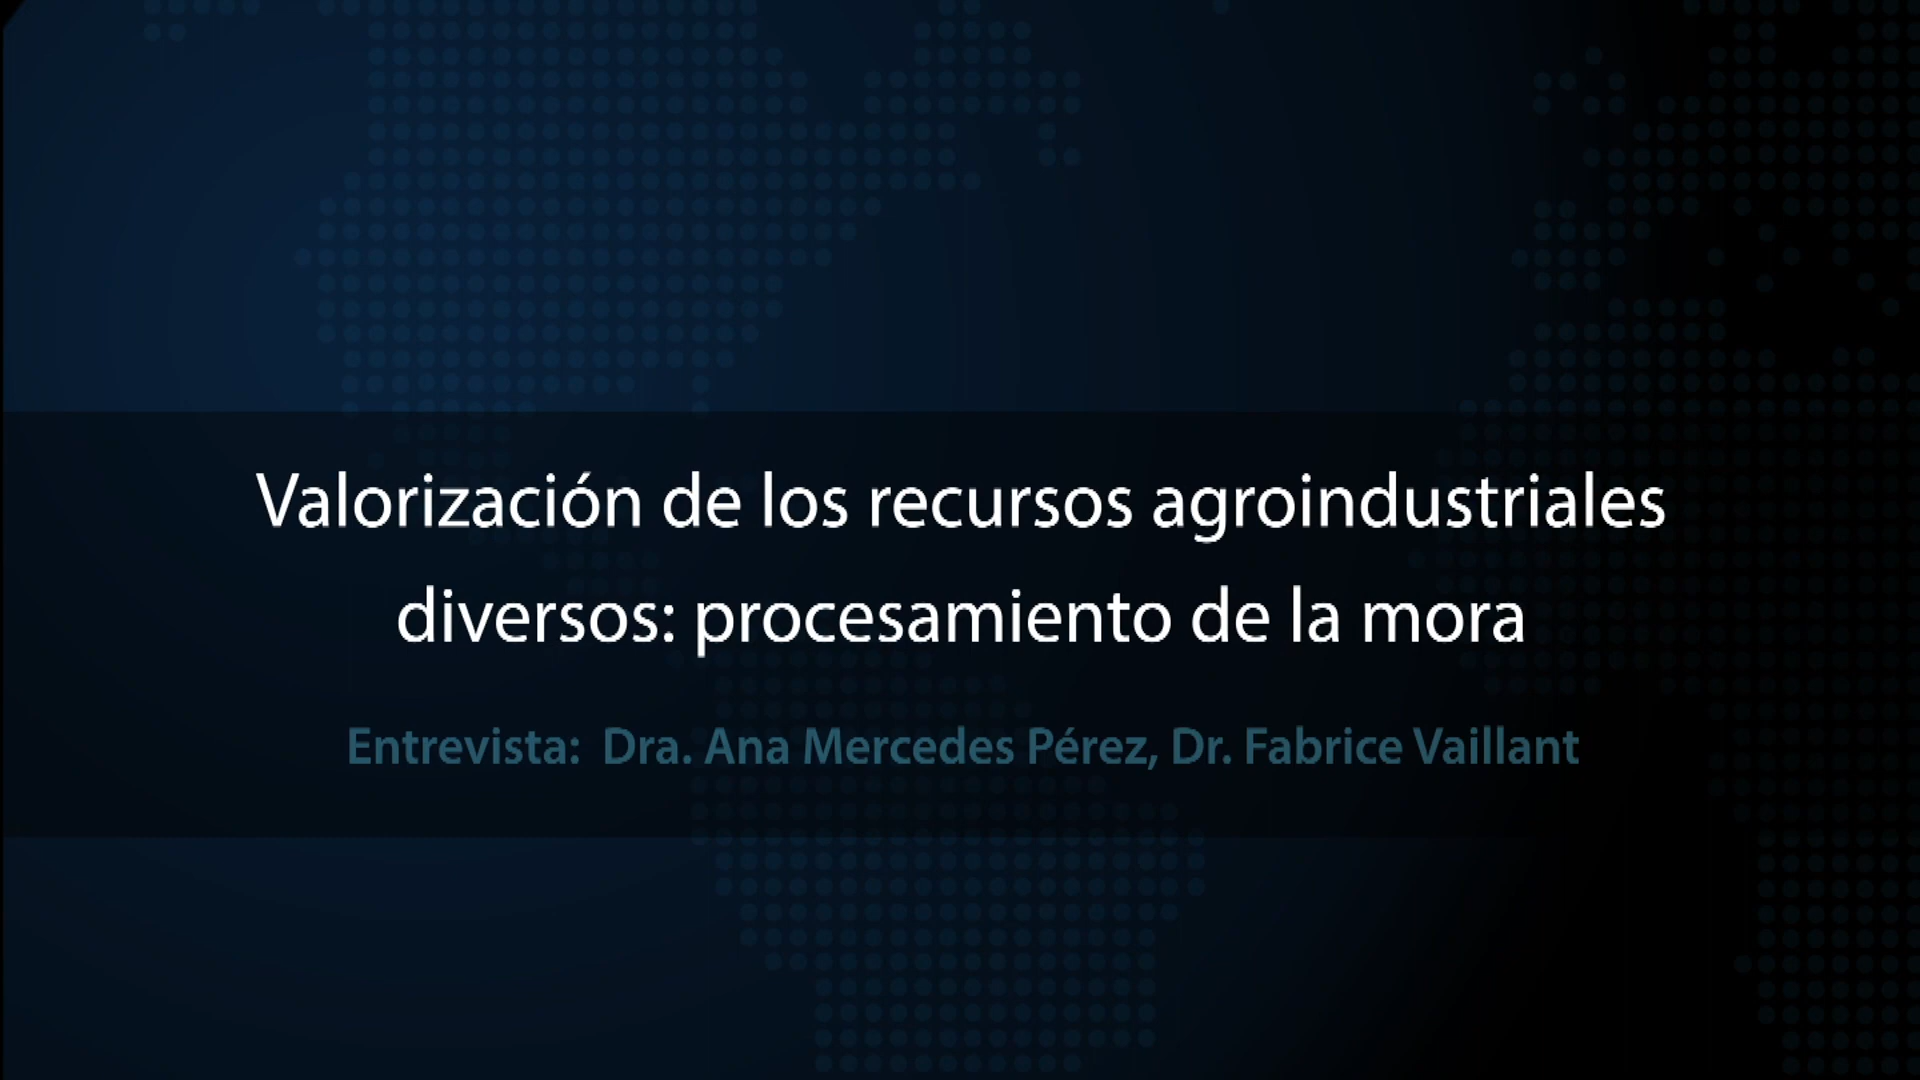 Valorización de los recursos agroindustriales
diversos: procesamiento de la mora
Entrevista: Dra. Ana Mercedes Pérez, Dr. Fabrice Vaillant